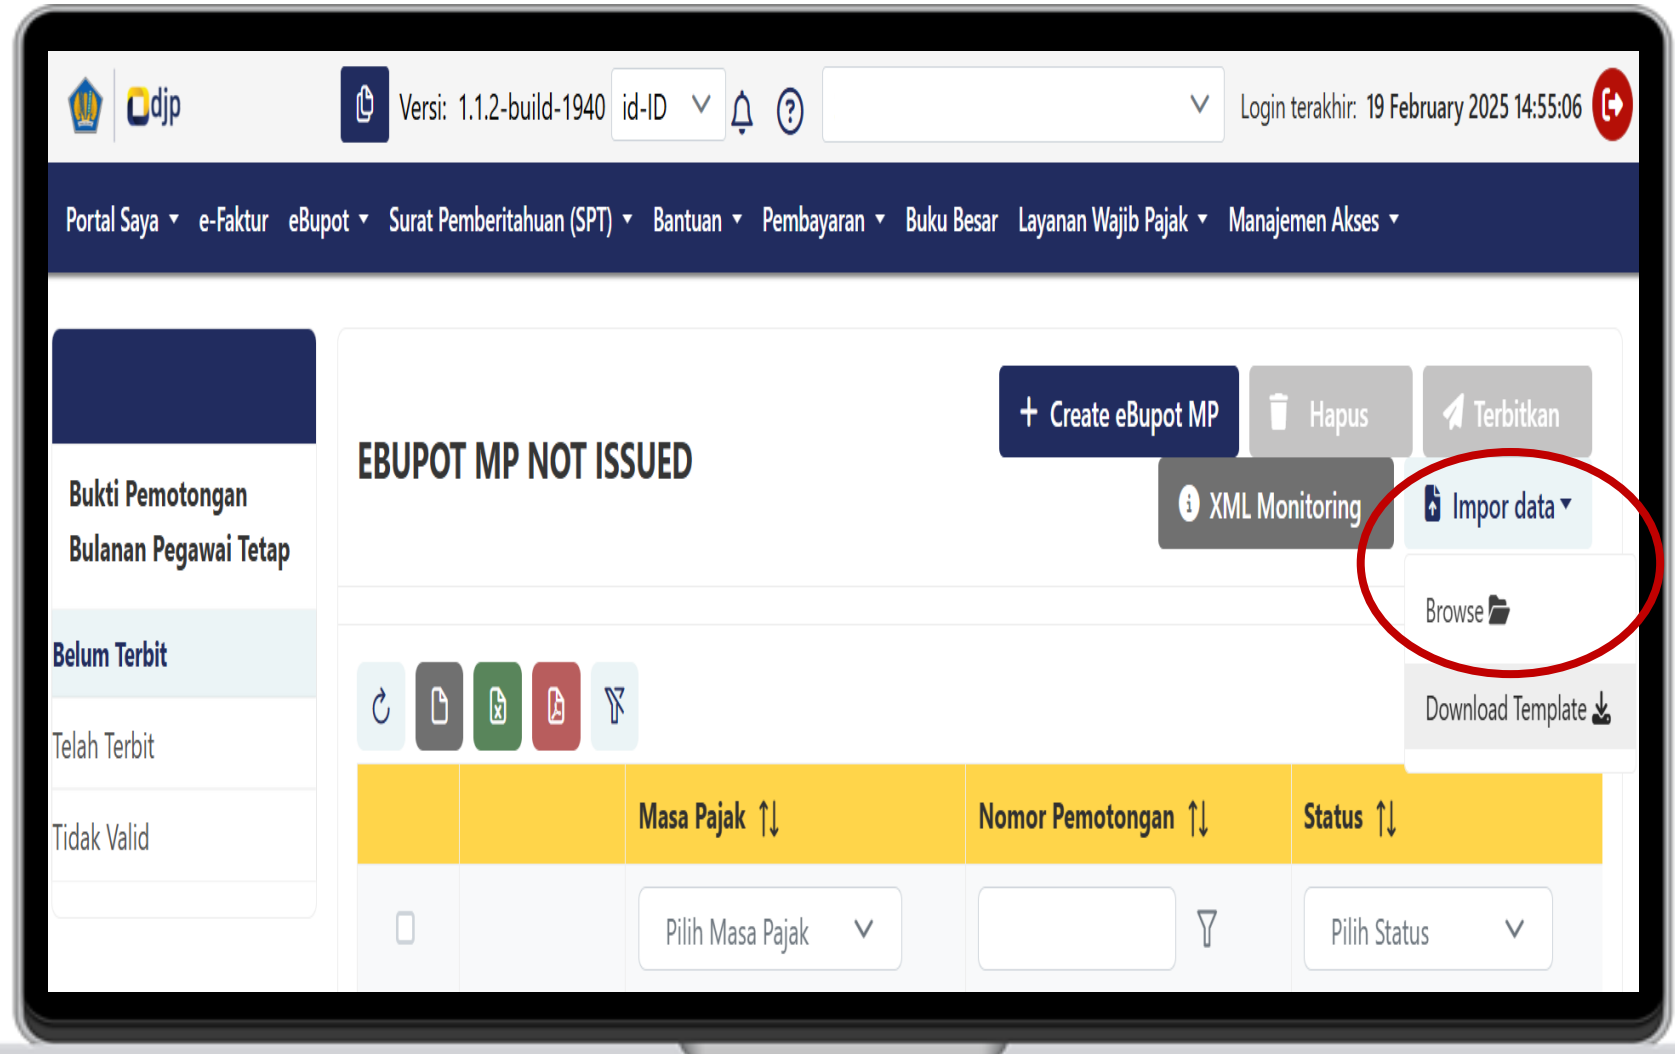 djp
Versi: 1.1.2-build-1940
id-ID
Login terakhir: 19 February 2025 14:55:06
Portal Saya e-Faktur eBupot Surat Pemberitahuan (SPT) Bantuan Pembayaran Buku Besar Layanan Wajib Pajak Manajemen Akses
Bukti Pemotongan
Bulanan Pegawai Tetap
Belum Terbit
Telah Terbit
Tidak Valid
EBUPOT MP NOT ISSUED
+ Create eBupot MP
Hapus
Terbitkan
XML Monitoring
Impor data
Browse
Download Template
Masa Pajak
Nomor Pemotongan
Status
Pilih Masa Pajak
Pilih Status